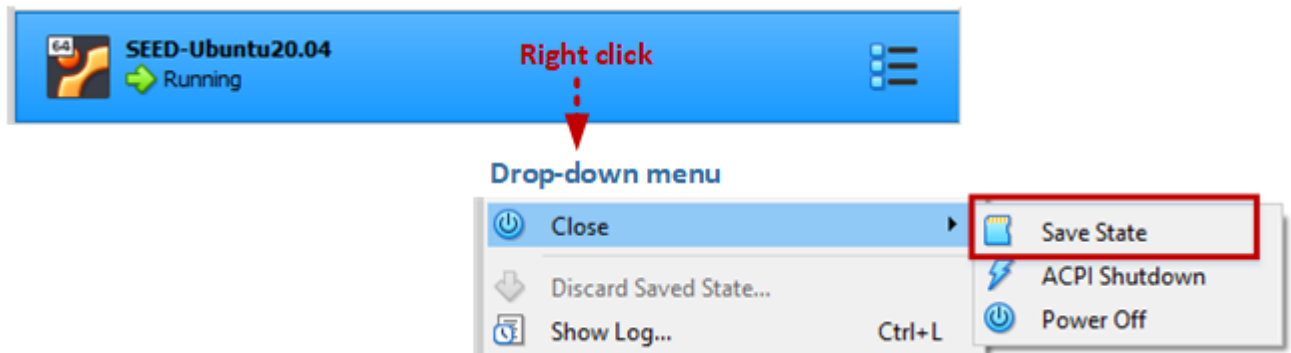 64
SEED-Ubuntu20.04
Running
Right click
Drop-down menu
Close
Save State
Discard Saved State...
ACPI Shutdown
Show Log... Ctrl+L
Power Off